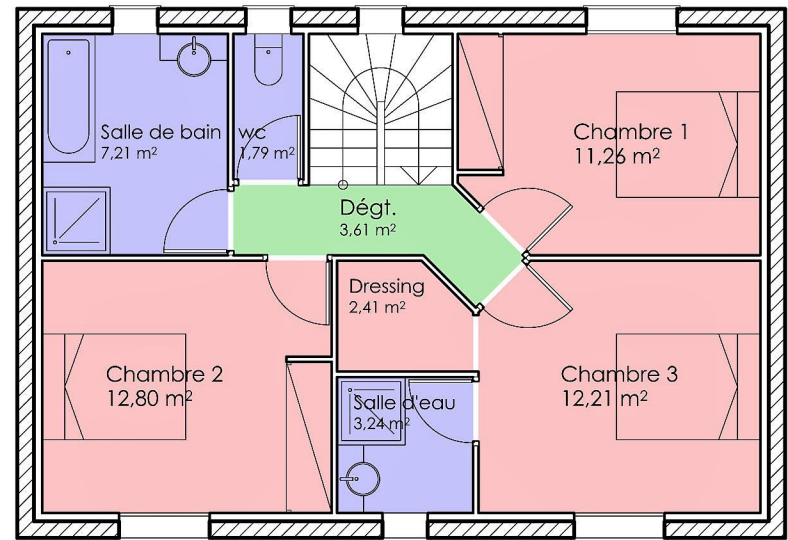 Salle de bain
7,21 m²
wc
1,79 m²
Chambre 1
11,26 m²
Dégt.
3,61 m²
Dressing
2,41 m²
Chambre 2
12,80 m²
Chambre 3
12,21 m²
Salle d'eau
3,24 m²